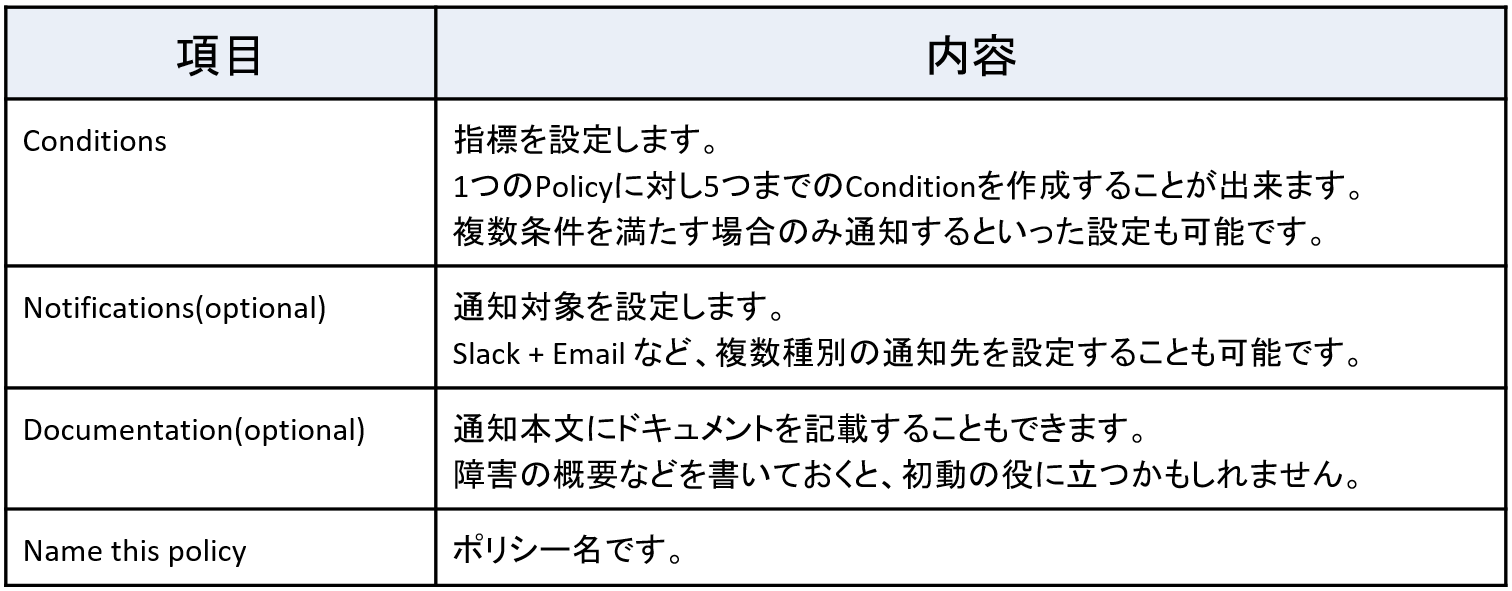 項目
内容
Conditions
指標を設定します。
1つのPolicyに対し5つまでのConditionを作成することが出来ます。
複数条件を満たす場合のみ通知するといった設定も可能です。
Notifications(optional)
通知対象を設定します。
Slack + Email など、複数種別の通知先を設定することも可能です。
Documentation(optional)
通知本文にドキュメントを記載することもできます。
障害の概要などを書いておくと、初動の役に立つかもしれません。
Name this policy
ポリシー名です。